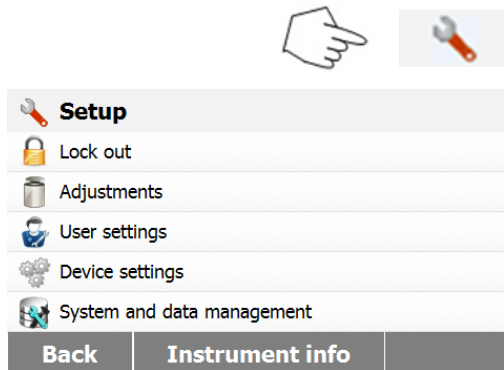 Setup
Lock out
Adjustments
User settings
Device settings
System and data management
Back Instrument info